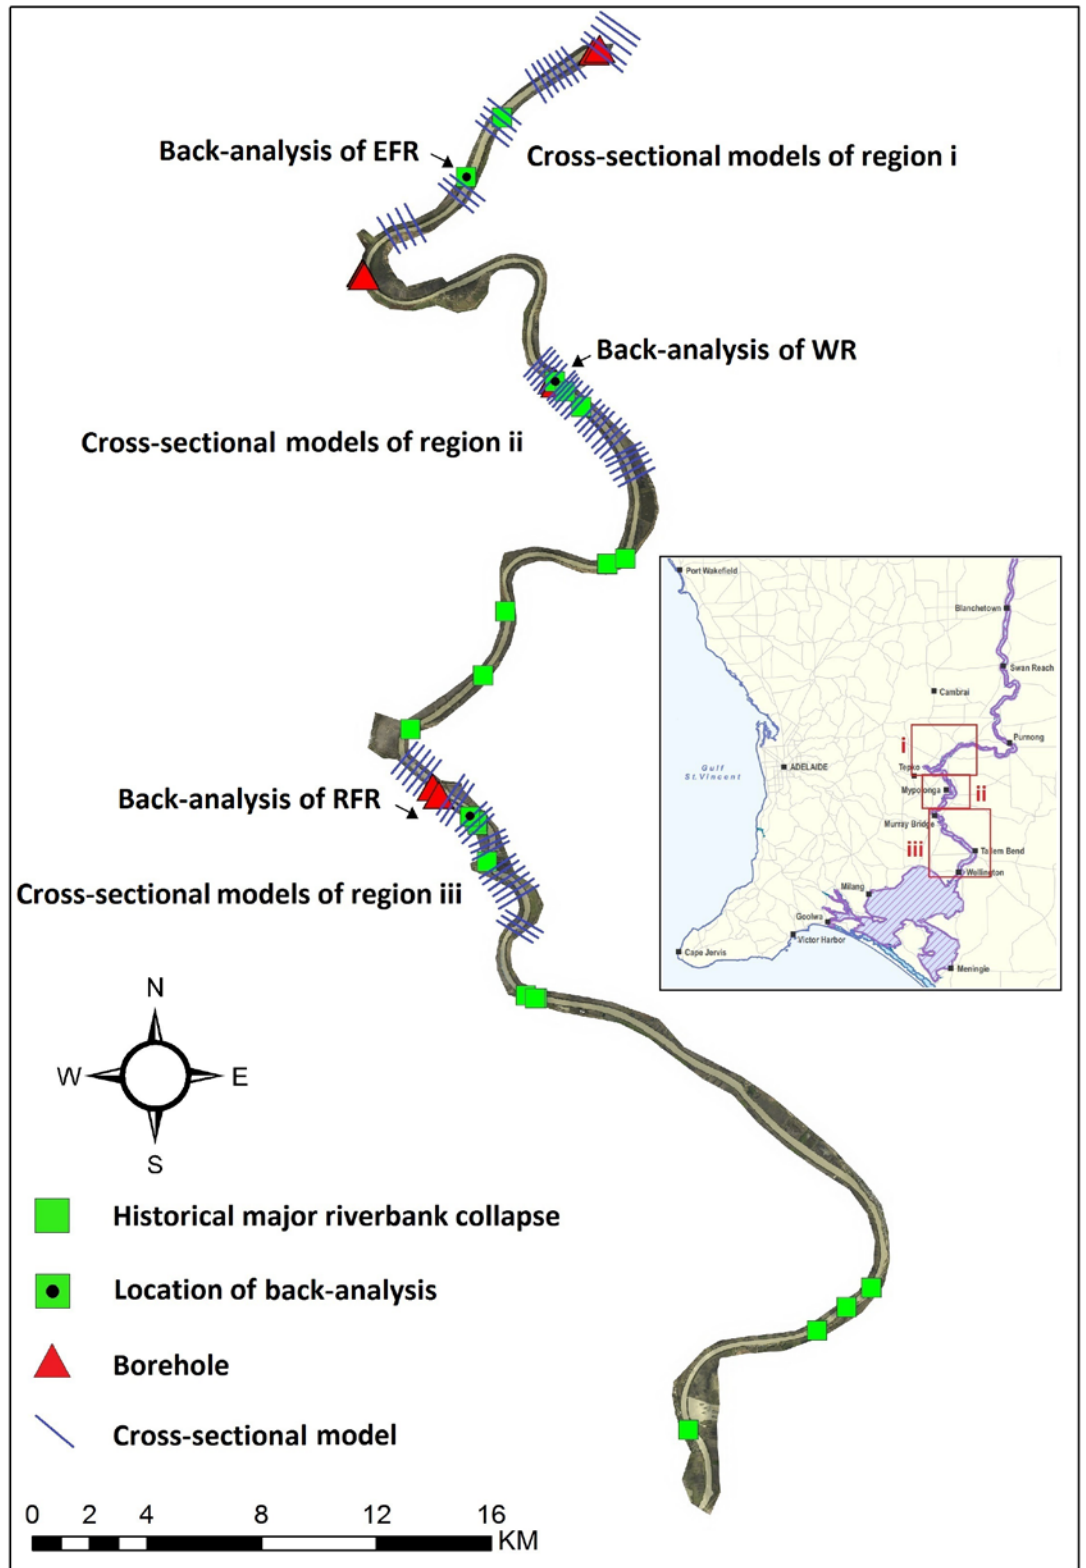 Back-analysis of EFR
Cross-sectional models of region i
Back-analysis of WR
Cross-sectional models of region ii
Port Wakefield
Blanchetown
Swan Reach
Cambrai
Purnong
i
Gulf
St. Vincent
ADELAIDE
Tepko
Mypolonga
ii
Murray Bridge
iii
Tailem Bend
Wellington
Milang
Goolwa
Victor Harbor
Cape Jervis
Meningie
Back-analysis of RFR
Cross-sectional models of region iii
N
W
E
S
Historical major riverbank collapse
Location of back-analysis
Borehole
Cross-sectional model
0 2 4 8 12 16
KM